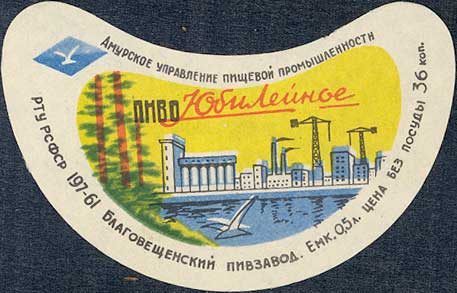 Амурское управление пищевой промышленности
ПИВО Юбилейное
РТУ РСФСР 197-61 Благовещенский пивзавод. Емк. 0,5л. цена без посуды 36 коп.